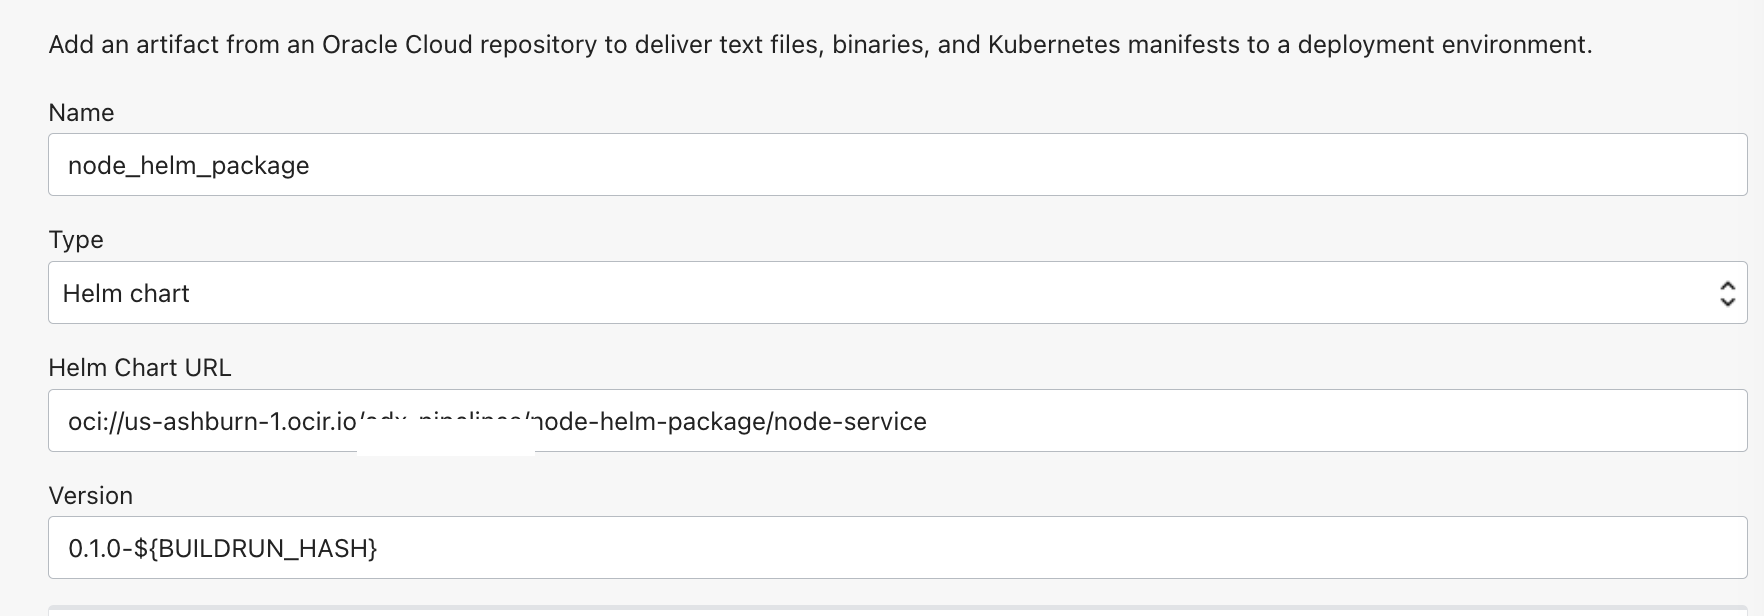 Add an artifact from an Oracle Cloud repository to deliver text files, binaries, and Kubernetes manifests to a deployment environment.
Name
node_helm_package
Type
Helm chart
Helm Chart URL
oci://us-ashburn-1.ocir.io/ /node-helm-package/node-service
Version
0.1.0-${BUILDRUN_HASH}